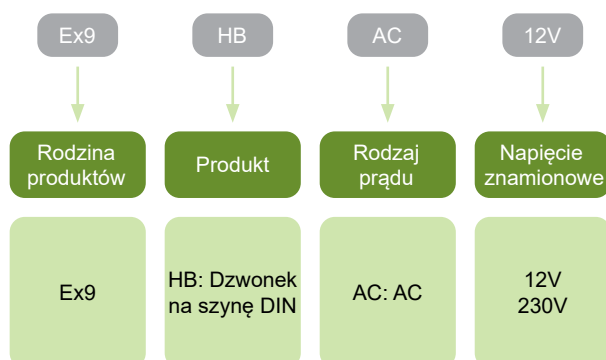 Ex9 HB AC 12V
Rodzina produktów
Produkt
Rodzaj prądu
Napięcie znamionowe
Ex9
HB: Dzwonek na szynę DIN
AC: AC
12V
230V